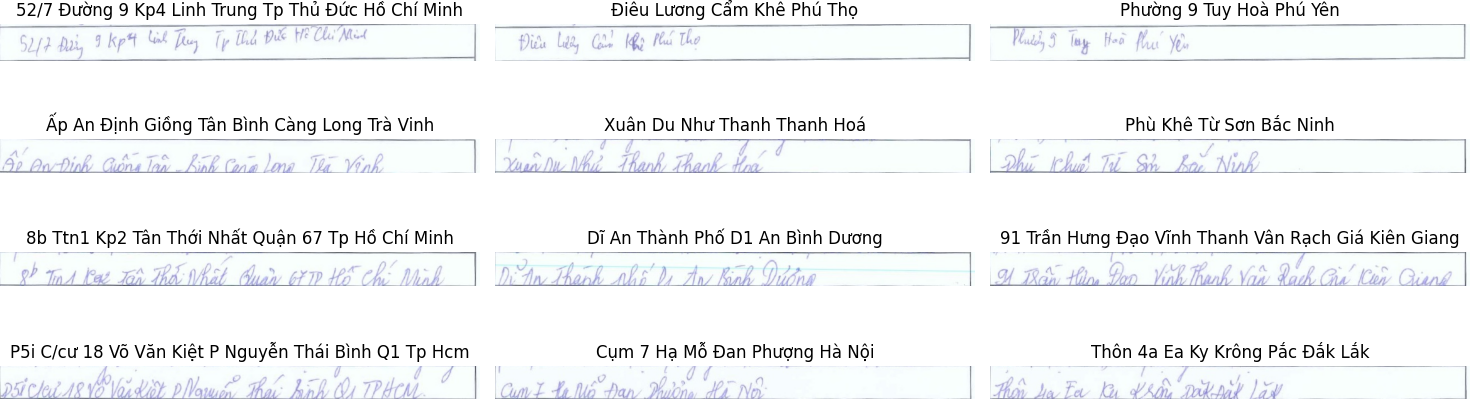 52/7 Đường 9 Kp4 Linh Trung Tp Thủ Đức Hồ Chí Minh
52/7 Đường 9 Kp4 Linh Trung Tp Thủ Đức Hồ Chí Minh
Điêu Lương Cẩm Khê Phú Thọ
Điêu Lương Cẩm Khê Phú Thọ
Phường 9 Tuy Hoà Phú Yên
Phường 9 Tuy Hoà Phú Yên
Ấp An Định Giồng Tân Bình Càng Long Trà Vinh
Ấp An Định Guồng Tân - Bình Càng Long Trà Vinh
Xuân Du Như Thanh Thanh Hoá
Xuân Du Như Thanh Thanh Hoá
Phù Khê Từ Sơn Bắc Ninh
Phù Khuê Từ Sơn Bắc Ninh
8b Ttn1 Kp2 Tân Thới Nhất Quận 67 Tp Hồ Chí Minh
8b Ttn1 Kp2 Tân Thới Nhất Quận 67 TP Hồ Chí Minh
Dĩ An Thành Phố D1 An Bình Dương
Dĩ An Thành phố D1 An Bình Dương
91 Trần Hưng Đạo Vĩnh Thanh Vân Rạch Giá Kiên Giang
91 Trần Hưng Đạo Vĩnh Thanh Vân Rạch Giá Kiên Giang
P5i C/cư 18 Võ Văn Kiệt P Nguyễn Thái Bình Q1 Tp Hcm
P5i C/cư 18 Võ Văn Kiệt P Nguyễn Thái Bình Q1 TPHCM
Cụm 7 Hạ Mỗ Đan Phượng Hà Nội
Cụm 7 Hạ Mỗ Đan Phượng Hà Nội
Thôn 4a Ea Ky Krông Pắc Đắk Lắk
Thôn 4a Ea Ky Krông Pắk Đắk Lắk